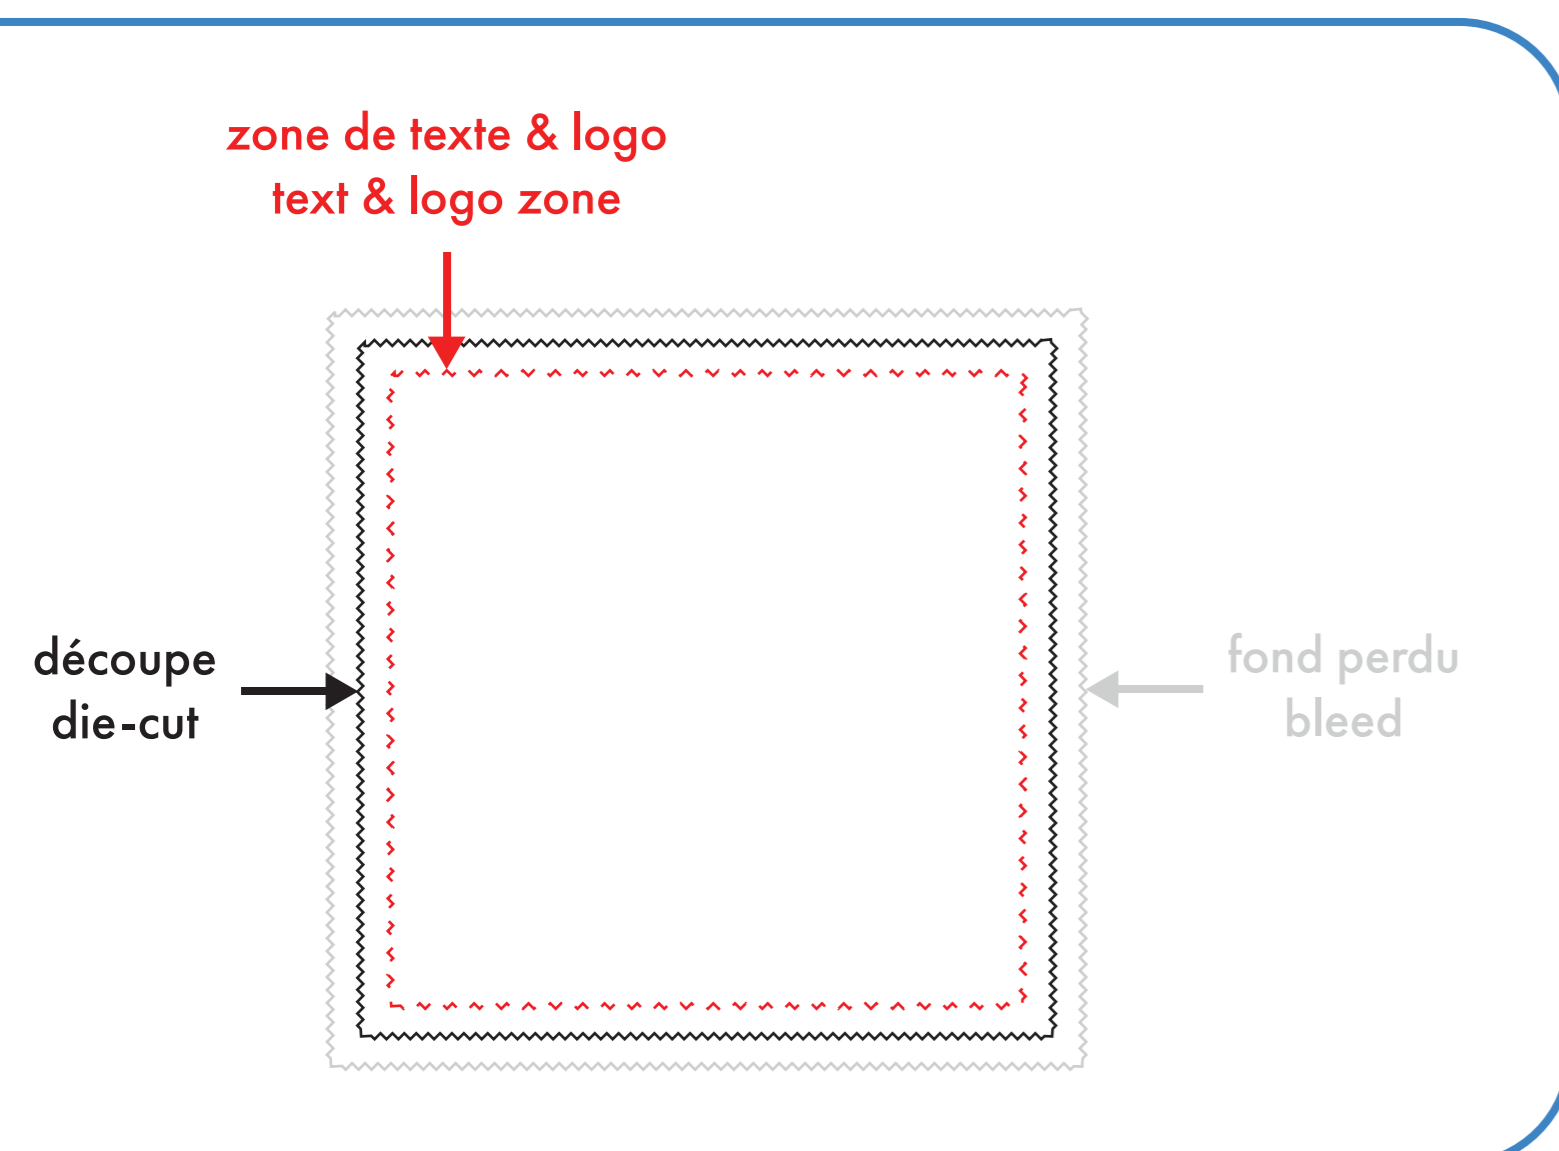 zone de texte & logo
text & logo zone
découpe
die-cut
fond perdu
bleed